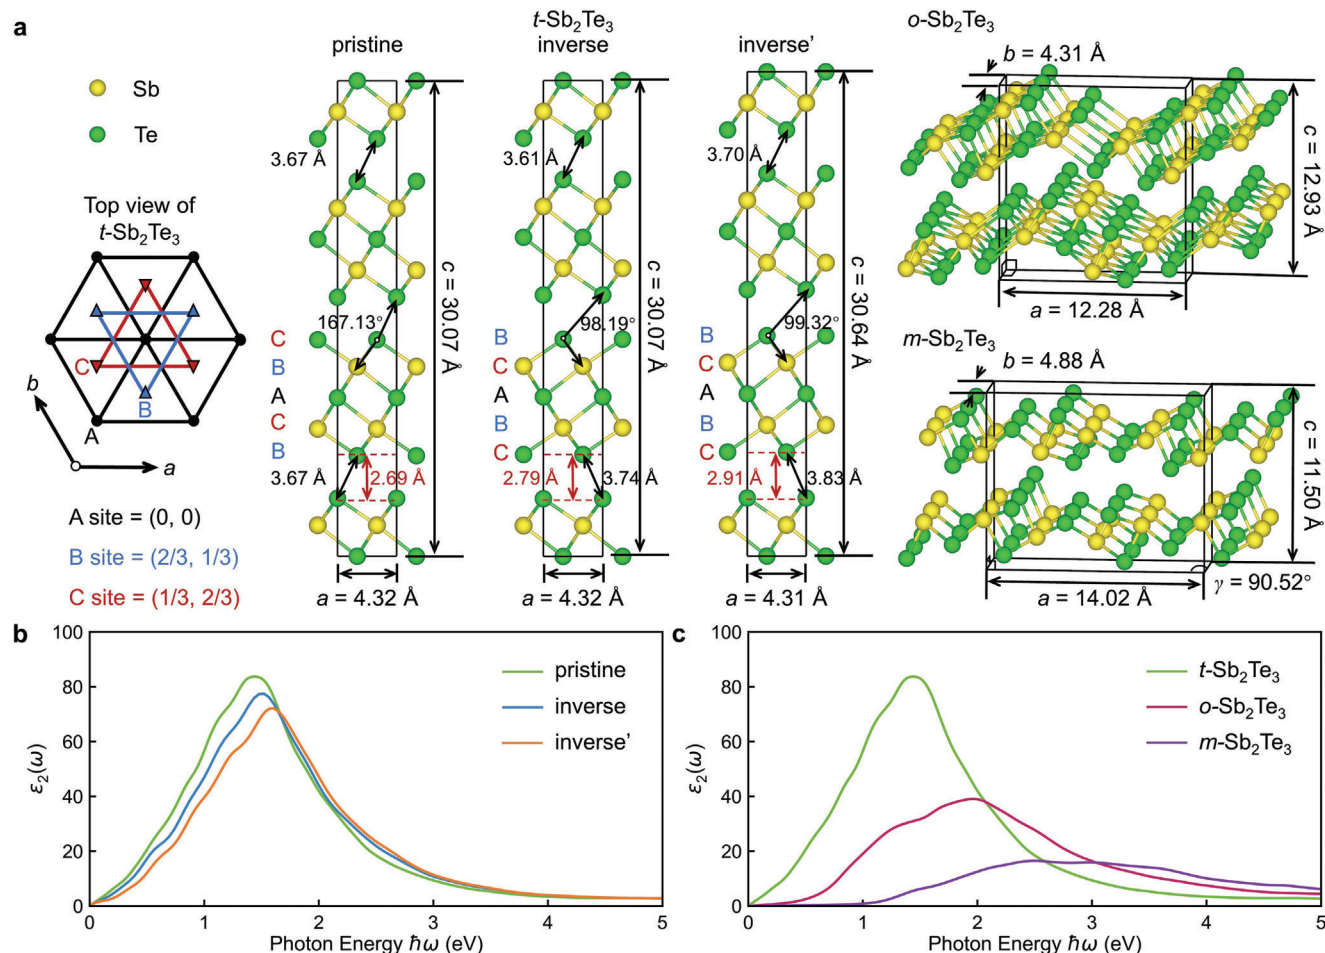 a
Sb
Te
Top view of
t-Sb2Te3
b
C
B
A
a
A site = (0, 0)
B site = (2/3, 1/3)
C site = (1/3, 2/3)
pristine
3.67 Å
167.13°
C
B
A
C
B
3.67 Å
2.69 Å
c = 30.07 Å
a = 4.32 Å
t-Sb2Te3
inverse
3.61 Å
98.19°
B
C
A
B
C
2.79 Å
3.74 Å
c = 30.07 Å
a = 4.32 Å
inverse’
3.70 Å
99.32°
B
C
A
B
C
2.91 Å
3.83 Å
c = 30.64 Å
a = 4.31 Å
o-Sb2Te3
b = 4.31 Å
c = 12.93 Å
a = 12.28 Å
m-Sb2Te3
b = 4.88 Å
c = 11.50 Å
γ = 90.52°
a = 14.02 Å
b
100
80
60
40
20
0
ε2(ω)
pristine
inverse
inverse’
0 1 2 3 4 5
Photon Energy ħω (eV)
c
100
80
60
40
20
0
ε2(ω)
t-Sb2Te3
o-Sb2Te3
m-Sb2Te3
0 1 2 3 4 5
Photon Energy ħω (eV)